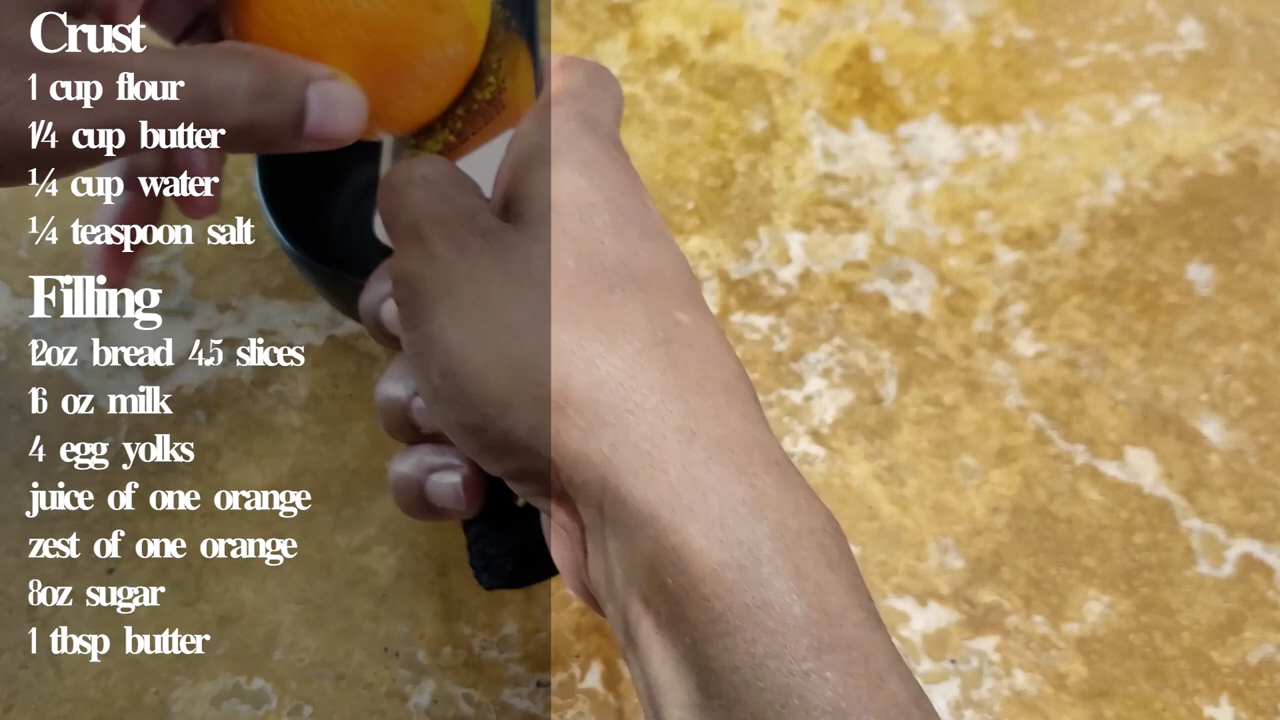 Crust
1 cup flour
1/4 cup butter
¼ cup water
¼ teaspoon salt
Filling
12oz bread 4.5 slices
16 oz milk
4 egg yolks
juice of one orange
zest of one orange
8oz sugar
1 tbsp butter